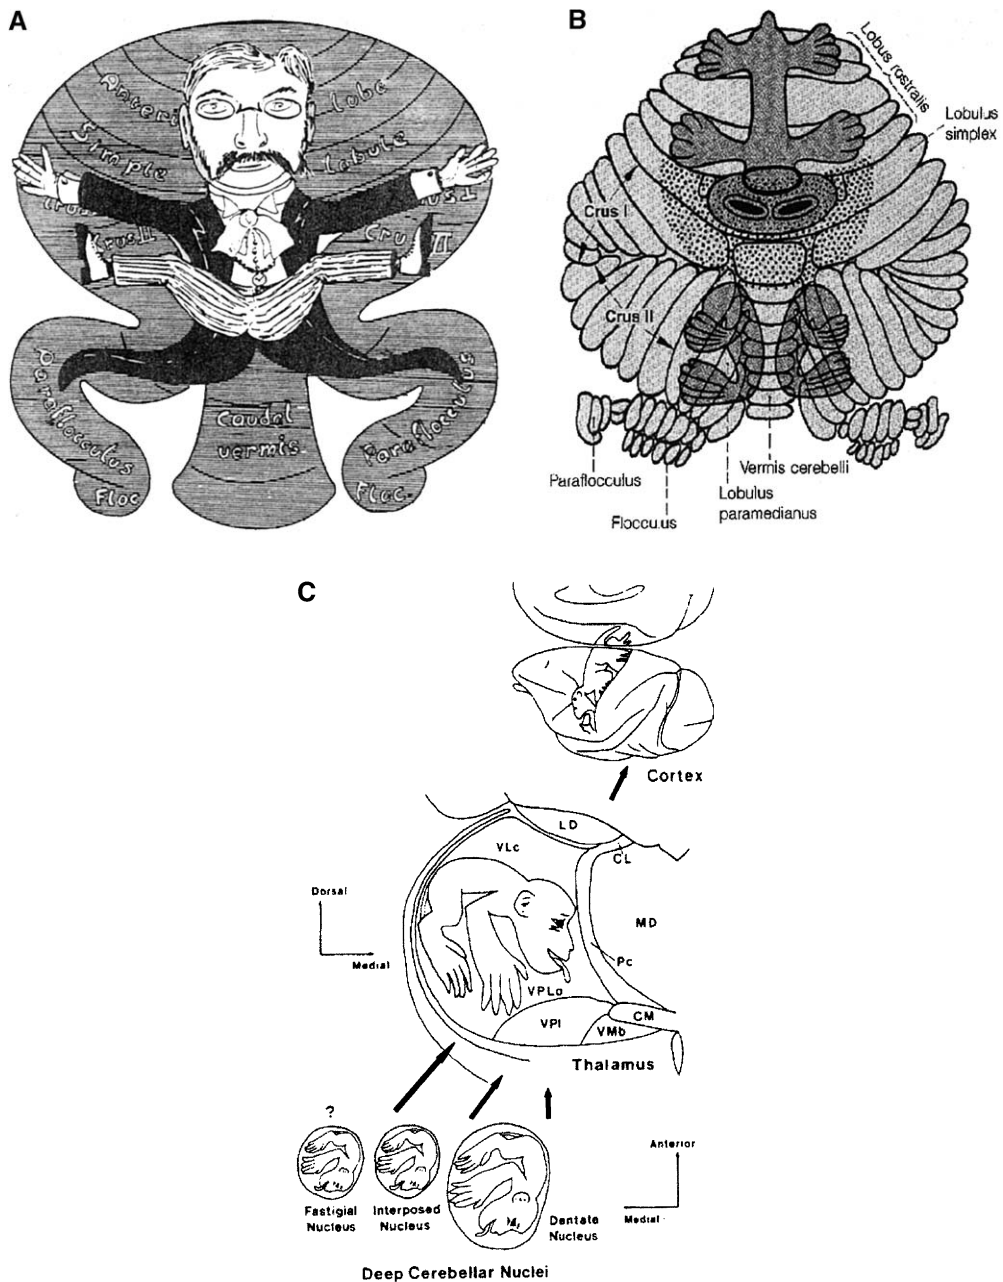 A
Anteri
lobe
Simple
lobule
Crus II
Crus II
Paraflocculus
Paraflocculus
Caudal
vermis
Floc
Floc.
B
Lobus rostralis
Lobulus
simplex
Crus I
Crus II
Paraflocculus
Flocculus
Vermis cerebelli
Lobulus
paramedianus
C
Cortex
LD
VLc
CL
Dorsal
Medial
MD
Pc
VPLo
VPI
VMb
CM
Thalamus
?
Fastigial
Nucleus
Interposed
Nucleus
Dentate
Nucleus
Anterior
Medial
Deep Cerebellar Nuclei